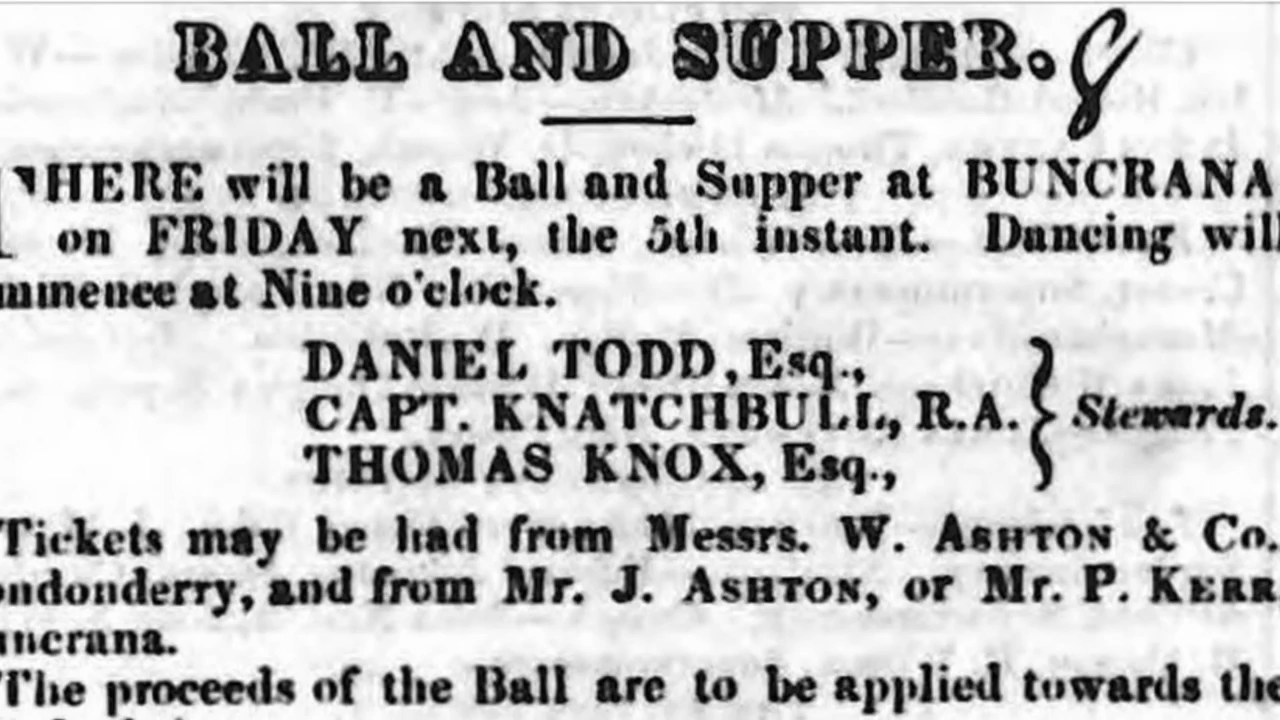 BALL AND SUPPER. 8
THERE will be a Ball and Supper at BUNCRANA
on FRIDAY next, the 5th instant. Dancing will
mmence at Nine o'clock.
DANIEL TODD, Esq.,
CAPT. KNATCHBULL, R.A. } Stewards.
THOMAS KNOX, Esq.,
Tickets may be had from Messrs. W. ASHTON & Co.
ondonderry, and from Mr. J. ASHTON, or Mr. P. KERR
uncrana.
The proceeds of the Ball are to be applied towards the